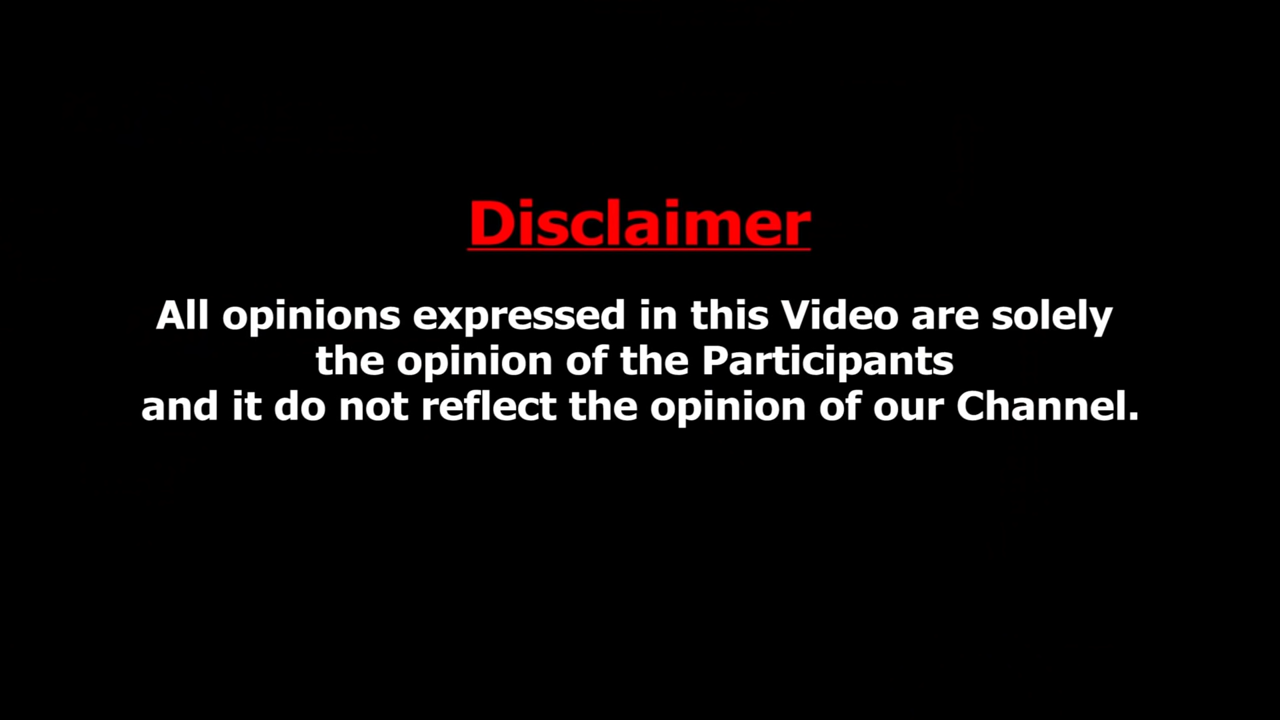 Disclaimer
All opinions expressed in this Video are solely
the opinion of the Participants
and it do not reflect the opinion of our Channel.